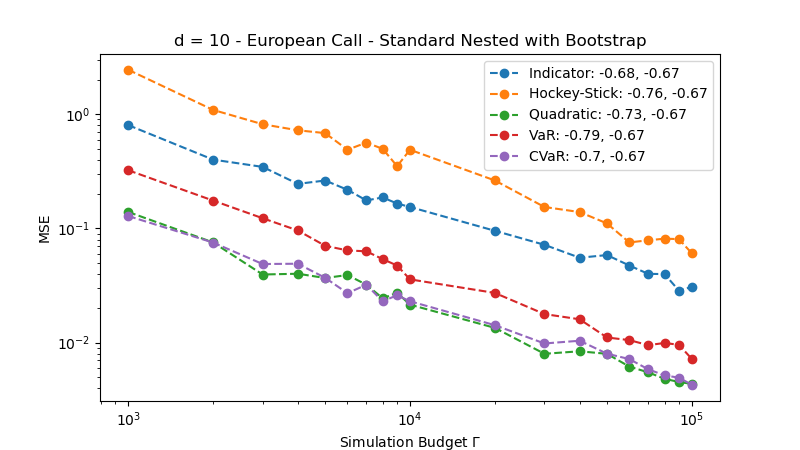 d = 10 - European Call - Standard Nested with Bootstrap
Indicator: -0.68, -0.67
Hockey-Stick: -0.76, -0.67
Quadratic: -0.73, -0.67
VaR: -0.79, -0.67
CVaR: -0.7, -0.67
MSE
10⁰
10⁻¹
10⁻²
10³
10⁴
10⁵
Simulation Budget Γ